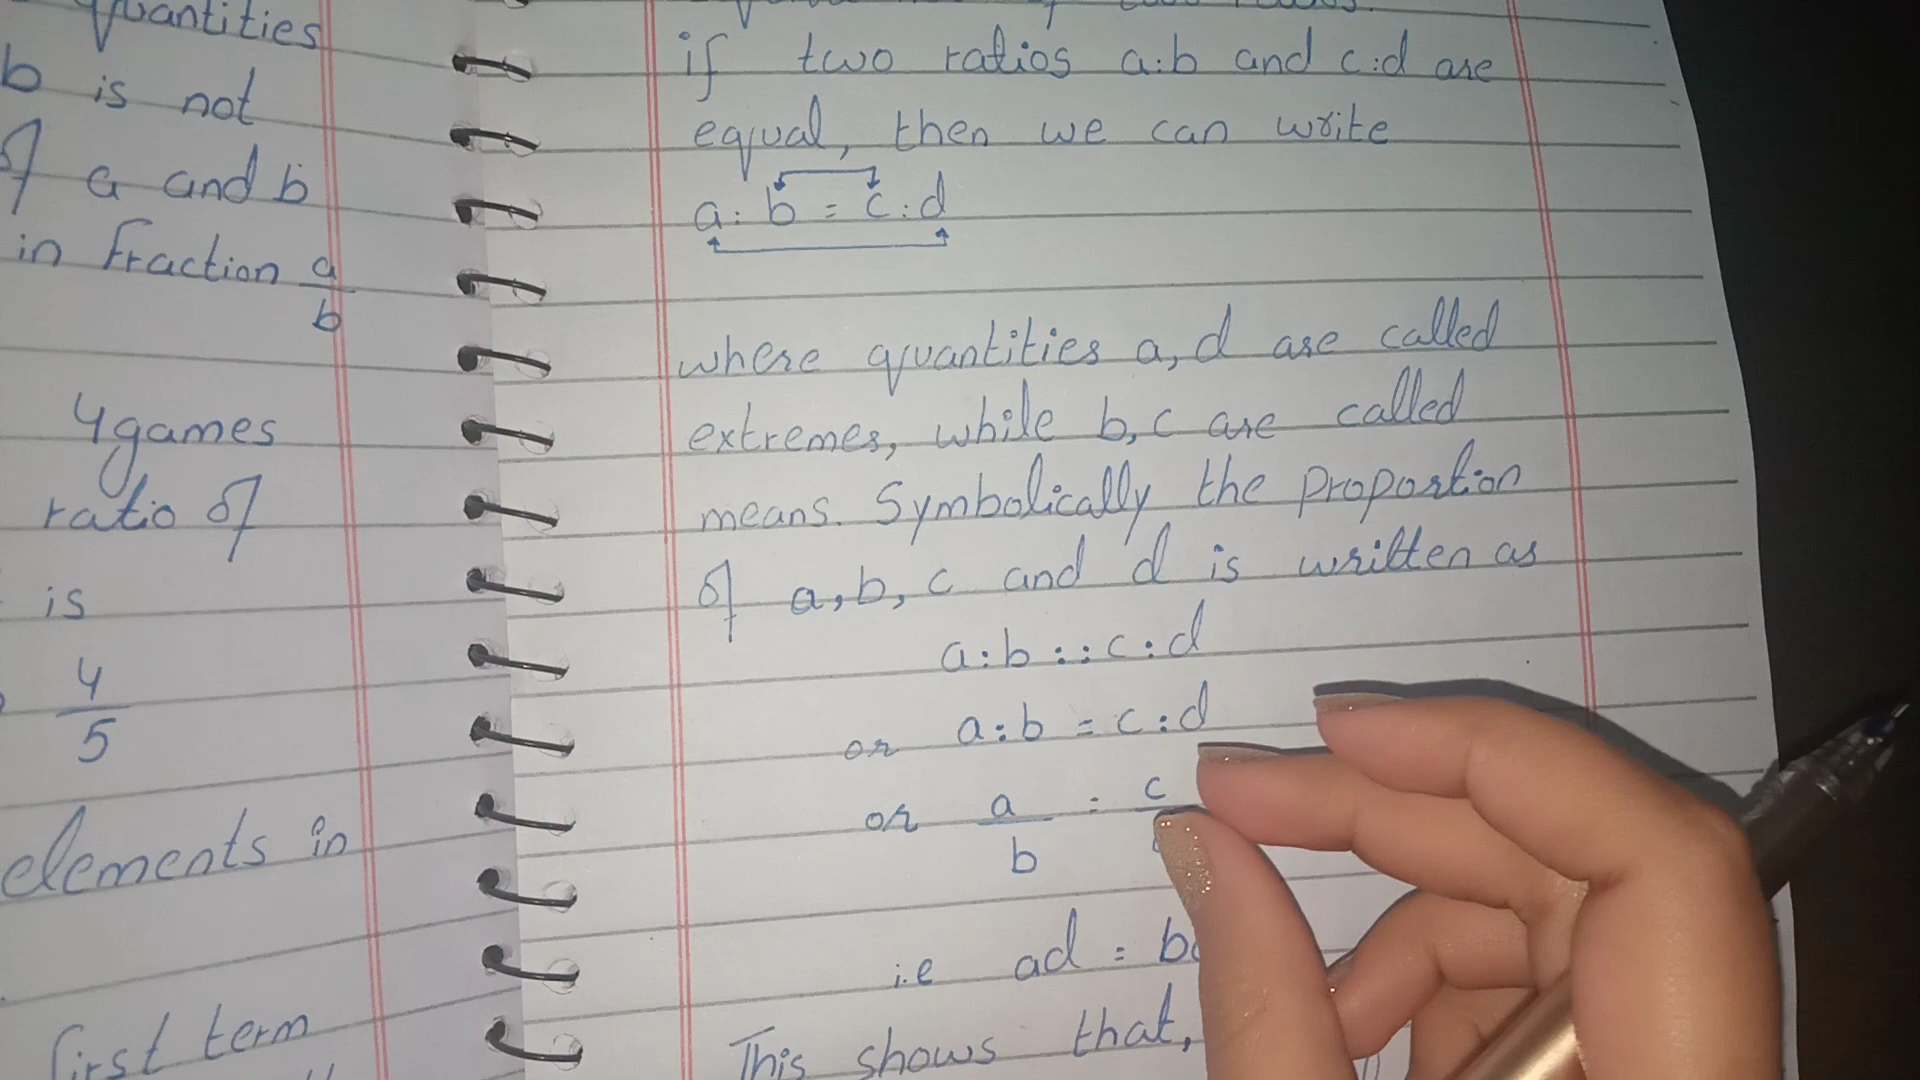 quantities
b is not
of a and b
in Fraction a
b
4games
ratio of
is
4
5
elements in
first term
if two ratios a:b and c:d are
equal, then we can write
a:b = c:d
where quantities a,d are called
extremes, while b,c are called
means. Symbolically the proportion
of a,b, c and d is written as
a:b::c:d
or a:b = c:d
or a = c
b
i.e ad = bc
This shows that,